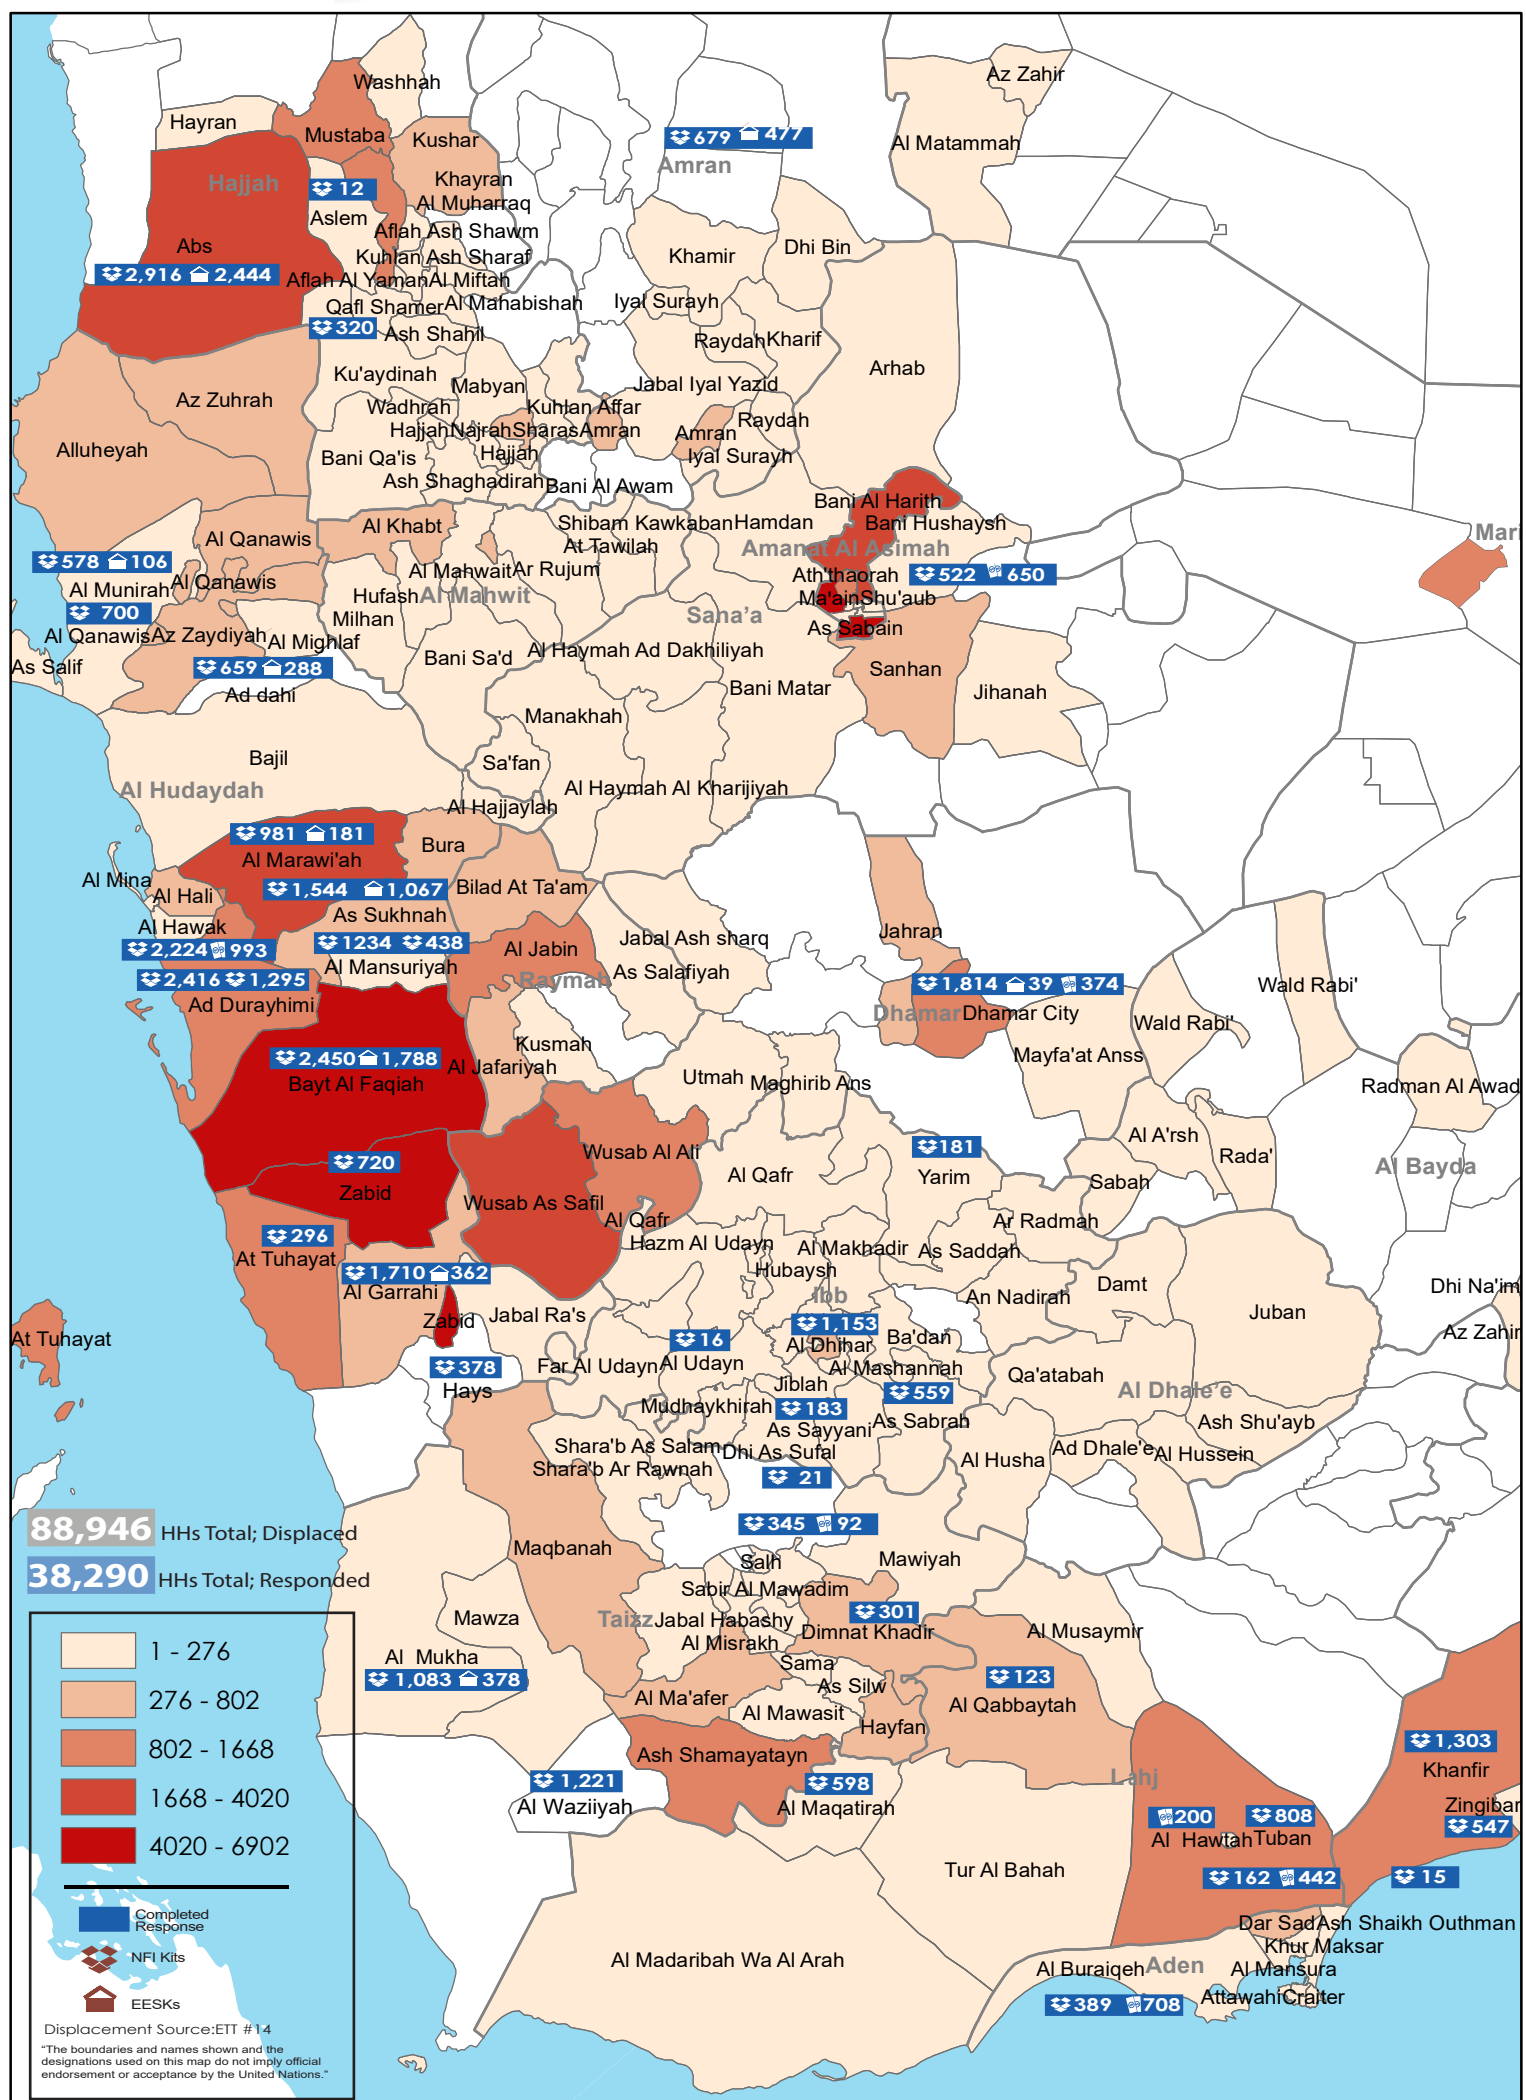 Washhah
Az Zahir
Hayran
Mustaba
Kushar
679 477
Al Matammah
Amran
Hajjah
12
Khayran
Al Muharraq
Aslem
Aflah Ash Shawm
Abs
Kuhlan Ash Sharaf
Khamir
Dhi Bin
2,916 2,444
Aflah Al Yaman
Al Miftah
Qafl Shamer
Al Mahabishah
Iyal Surayh
320
Ash Shahil
Raydah
Kharif
Ku'aydinah
Mabyan
Jabal Iyal Yazid
Arhab
Az Zuhrah
Wadhrah
Kuhlan Affar
Hajjah
Najrah
Sharas
Amran
Amran
Raydah
Alluheyah
Bani Qa'is
Hajjah
Iyal Surayh
Ash Shaghadirah
Bani Al Awam
Bani Al Harith
Al Khabt
Shibam Kawkaban
Hamdan
Bani Hushaysh
Mari
Al Qanawis
At Tawilah
Amanat Al Asimah
578 106
Al Munirah
Al Qanawis
Al Mahwait
Ar Rujum
Ath'thaorah
522 650
Hufash
Al Mahwit
Ma'ain
Shu'aub
700
Milhan
Sana'a
Al Qanawis
Az Zaydiyah
Al Mighlaf
As Sabain
As Salif
659 288
Bani Sa'd
Al Haymah Ad Dakhiliyah
Sanhan
Ad dahi
Bani Matar
Jihanah
Manakhah
Bajil
Sa'fan
Al Hudaydah
Al Haymah Al Kharijiyah
Al Hajjaylah
981 181
Bura
Al Marawi'ah
Al Mina
Al Hali
1,544 1,067
Bilad At Ta'am
As Sukhnah
Al Hawak
Jahran
2,224 993
1234 438
Al Jabin
Jabal Ash sharq
Al Mansuriyah
Raymah
As Salafiyah
2,416 1,295
1,814 39 374
Wald Rabi'
Ad Durayhimi
Dhamar
Dhamar City
Wald Rabi'
2,450 1,788
Kusmah
Mayfa'at Anss
Bayt Al Faqiah
Al Jafariyah
Utmah
Maghirib Ans
Radman Al Awad
720
Wusab Al Ali
181
Al A'rsh
Rada'
Al Bayda
Zabid
Al Qafr
Yarim
Sabah
Wusab As Safil
296
Al Qafr
Ar Radmah
At Tuhayat
Hazm Al Udayn
Al Makhadir
As Saddah
1,710 362
Hubaysh
Al Garrahi
Ibb
An Nadirah
Damt
Dhi Na'im
Zabid
Jabal Ra's
1,153
Juban
At Tuhayat
16
Al Dhihar
Ba'dan
Az Zahir
378
Far Al Udayn
Al Udayn
Al Mashannah
Qa'atabah
Hays
Jiblah
559
Al Dhale'e
Mudhaykhirah
183
As Sabrah
Ash Shu'ayb
As Sayyani
Shara'b As Salam
Dhi As Sufal
Al Husha
Ad Dhale'e
Al Hussein
Shara'b Ar Rawnah
21
88,946 HHs Total; Displaced
345 92
Maqbanah
Salh
Mawiyah
38,290 HHs Total; Responded
Sabir Al Mawadim
Mawza
Taizz
Jabal Habashy
301
Al Misrakh
Dimnat Khadir
Al Musaymir
1 - 276
Al Mukha
Sama
1,083 378
As Silw
123
276 - 802
Al Ma'afer
Al Mawasit
Al Qabbaytah
Hayfan
802 - 1668
Ash Shamayatayn
1,303
Khanfir
1,221
598
Lahj
1668 - 4020
Al Waziiyah
Al Maqatirah
200
808
Zingibar
547
Al Hawtah
Tuban
4020 - 6902
Tur Al Bahah
162 442
15
Completed
Response
Dar Sad
Ash Shaikh Outhman
NFI Kits
Khur Maksar
Al Madaribah Wa Al Arah
Al Buraiqeh
Aden
Al Mansura
EESKs
389 708
Attawahi
Craiter
Displacement Source:ETT #14
“The boundaries and names shown and the
designations used on this map do not imply official
endorsement or acceptance by the United Nations.”